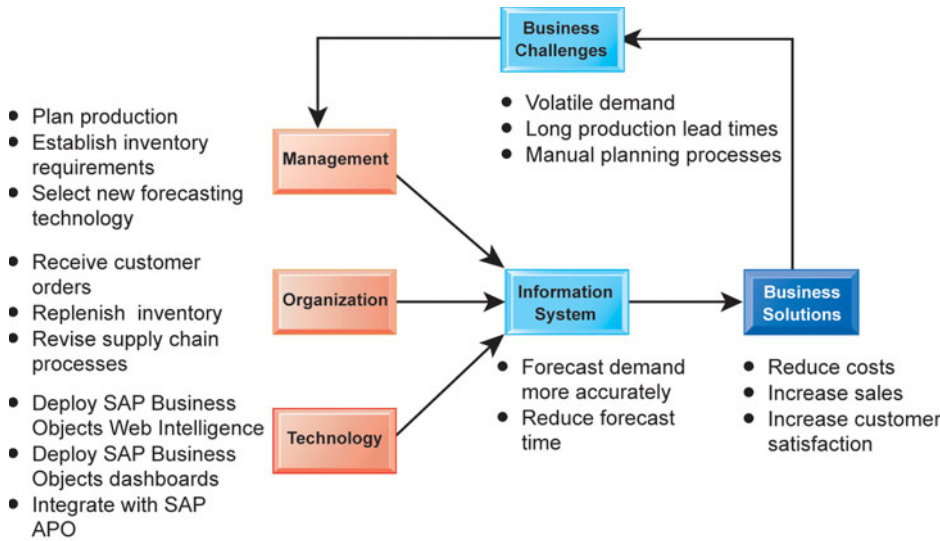 Business
Challenges
• Volatile demand
• Long production lead times
• Manual planning processes
• Plan production
• Establish inventory
requirements
• Select new forecasting
technology
Management
• Receive customer
orders
• Replenish inventory
• Revise supply chain
processes
Organization
Information
System
Business
Solutions
• Forecast demand
more accurately
• Reduce forecast
time
• Reduce costs
• Increase sales
• Increase customer
satisfaction
• Deploy SAP Business
Objects Web Intelligence
• Deploy SAP Business
Objects dashboards
• Integrate with SAP
APO
Technology